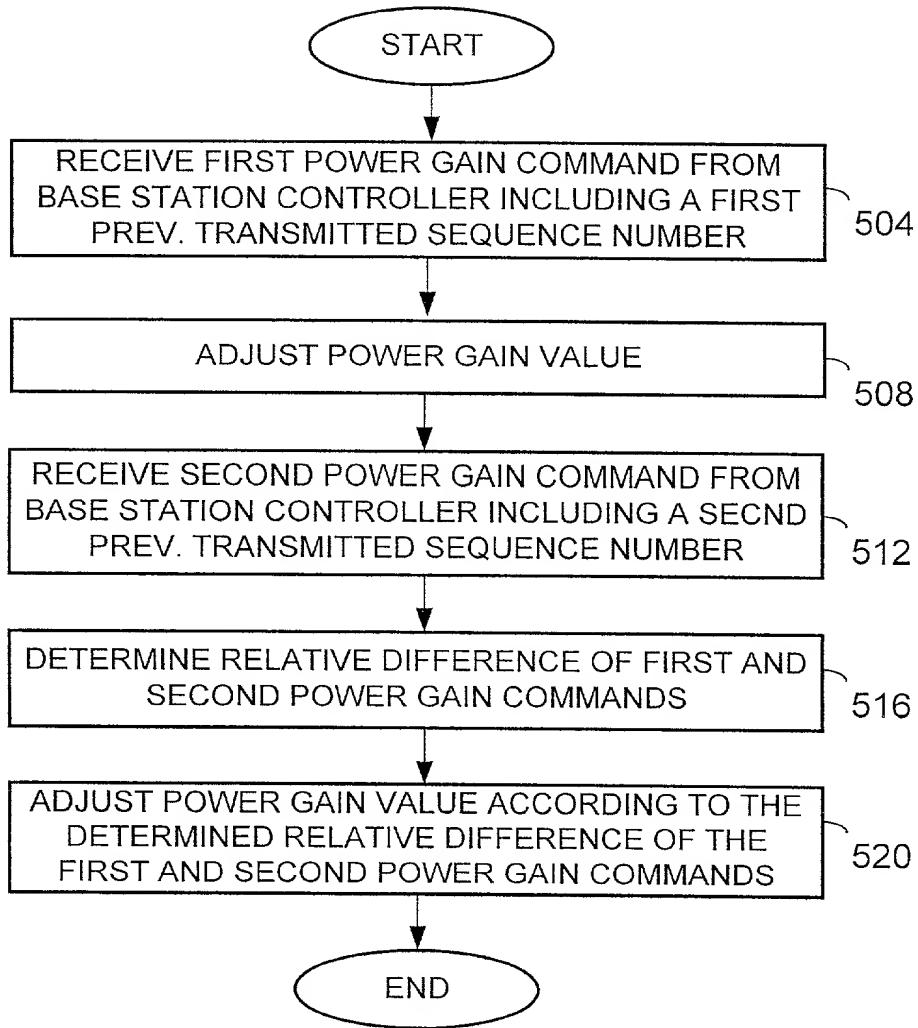 START
RECEIVE FIRST POWER GAIN COMMAND FROM
BASE STATION CONTROLLER INCLUDING A FIRST
PREV. TRANSMITTED SEQUENCE NUMBER
504
ADJUST POWER GAIN VALUE
508
RECEIVE SECOND POWER GAIN COMMAND FROM
BASE STATION CONTROLLER INCLUDING A SECND
PREV. TRANSMITTED SEQUENCE NUMBER
512
DETERMINE RELATIVE DIFFERENCE OF FIRST AND
SECOND POWER GAIN COMMANDS
516
ADJUST POWER GAIN VALUE ACCORDING TO THE
DETERMINED RELATIVE DIFFERENCE OF THE
FIRST AND SECOND POWER GAIN COMMANDS
520
END